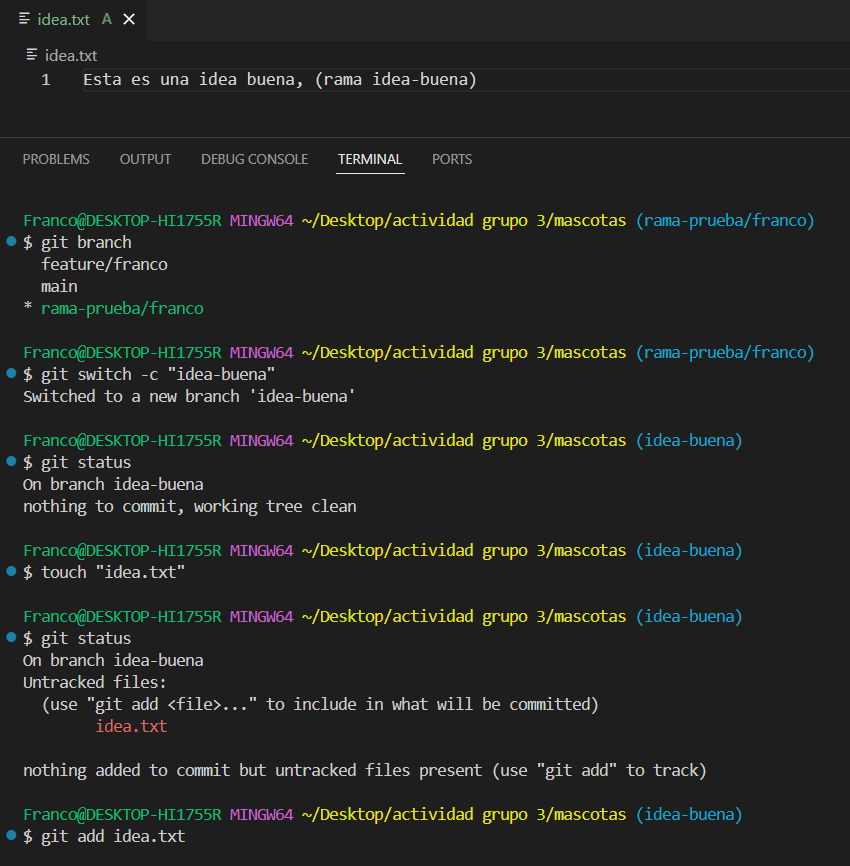 idea.txt A
idea.txt
1 Esta es una idea buena, (rama idea-buena)
PROBLEMS OUTPUT DEBUG CONSOLE TERMINAL PORTS
Franco@DESKTOP-HI1755R MINGW64 ~/Desktop/actividad grupo 3/mascotas (rama-prueba/franco)
$ git branch
feature/franco
main
* rama-prueba/franco
Franco@DESKTOP-HI1755R MINGW64 ~/Desktop/actividad grupo 3/mascotas (rama-prueba/franco)
$ git switch -c "idea-buena"
Switched to a new branch 'idea-buena'
Franco@DESKTOP-HI1755R MINGW64 ~/Desktop/actividad grupo 3/mascotas (idea-buena)
$ git status
On branch idea-buena
nothing to commit, working tree clean
Franco@DESKTOP-HI1755R MINGW64 ~/Desktop/actividad grupo 3/mascotas (idea-buena)
$ touch "idea.txt"
Franco@DESKTOP-HI1755R MINGW64 ~/Desktop/actividad grupo 3/mascotas (idea-buena)
$ git status
On branch idea-buena
Untracked files:
(use "git add <file>..." to include in what will be committed)
idea.txt
nothing added to commit but untracked files present (use "git add" to track)
Franco@DESKTOP-HI1755R MINGW64 ~/Desktop/actividad grupo 3/mascotas (idea-buena)
$ git add idea.txt